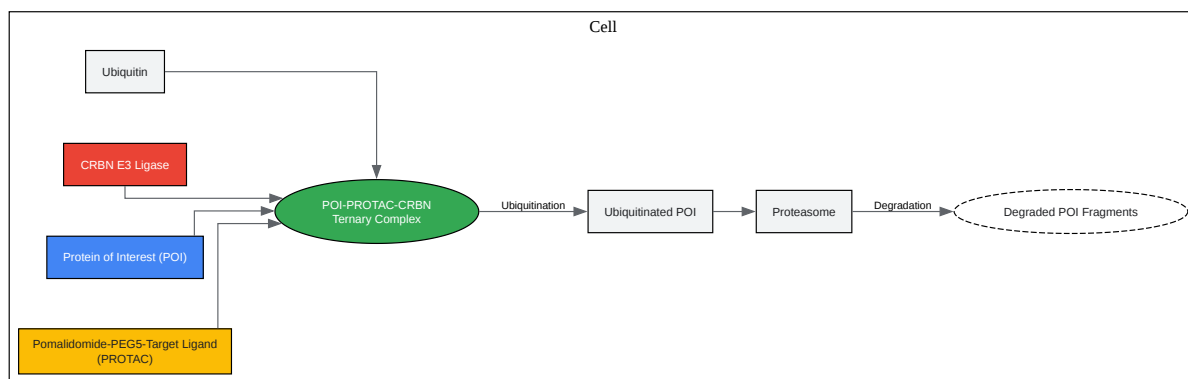 Cell
Ubiquitin
CRBN E3 Ligase
POI-PROTAC-CRBN
Ternary Complex
Ubiquitination
Ubiquitinated POI
Proteasome
Degradation
Degraded POI Fragments
Protein of Interest (POI)
Pomalidomide-PEG5-Target Ligand
(PROTAC)